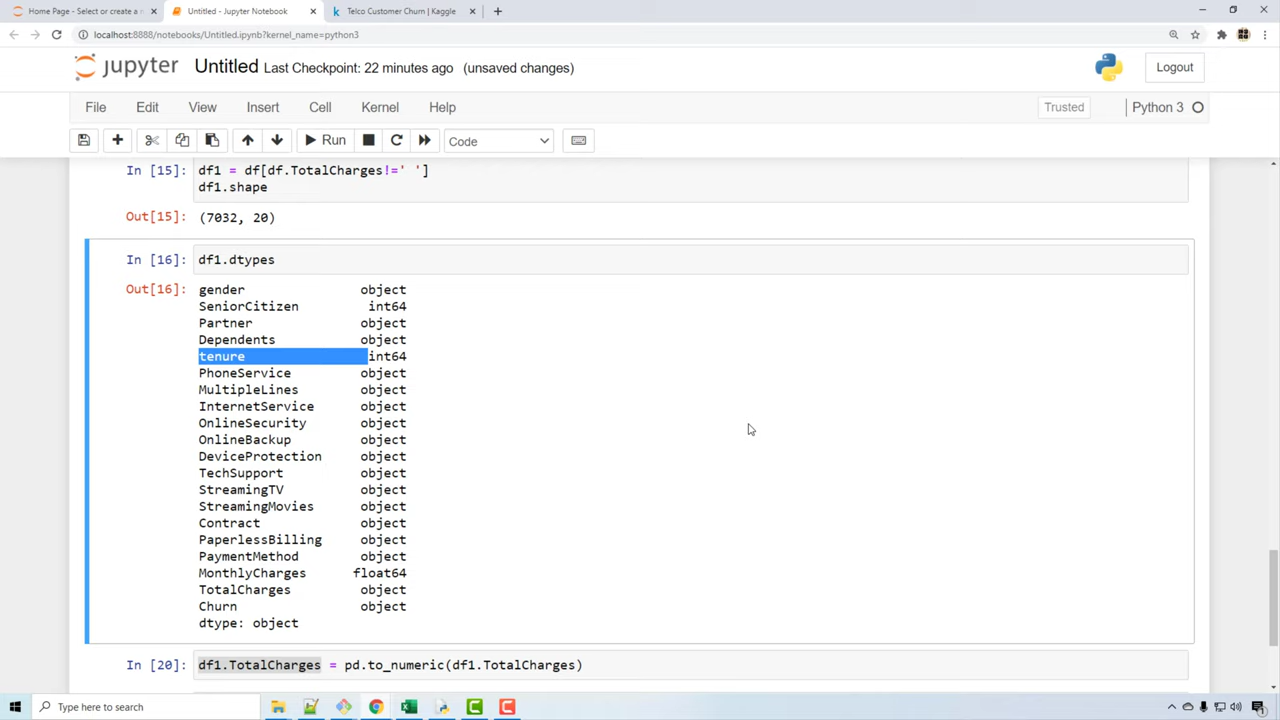 Home Page - Select or create a n
Untitled - Jupyter Notebook
Telco Customer Churn | Kaggle
localhost:8888/notebooks/Untitled.ipynb?kernel_name=python3
jupyter Untitled Last Checkpoint: 22 minutes ago (unsaved changes)
Logout
File Edit View Insert Cell Kernel Help
Trusted
Python 3
Run
Code
In [15]: df1 = df[df.TotalCharges!=' ']
df1.shape
Out[15]: (7032, 20)
In [16]: df1.dtypes
Out[16]: gender object
SeniorCitizen int64
Partner object
Dependents object
tenure int64
PhoneService object
MultipleLines object
InternetService object
OnlineSecurity object
OnlineBackup object
DeviceProtection object
TechSupport object
StreamingTV object
StreamingMovies object
Contract object
PaperlessBilling object
PaymentMethod object
MonthlyCharges float64
TotalCharges object
Churn object
dtype: object
In [20]: df1.TotalCharges = pd.to_numeric(df1.TotalCharges)
Type here to search